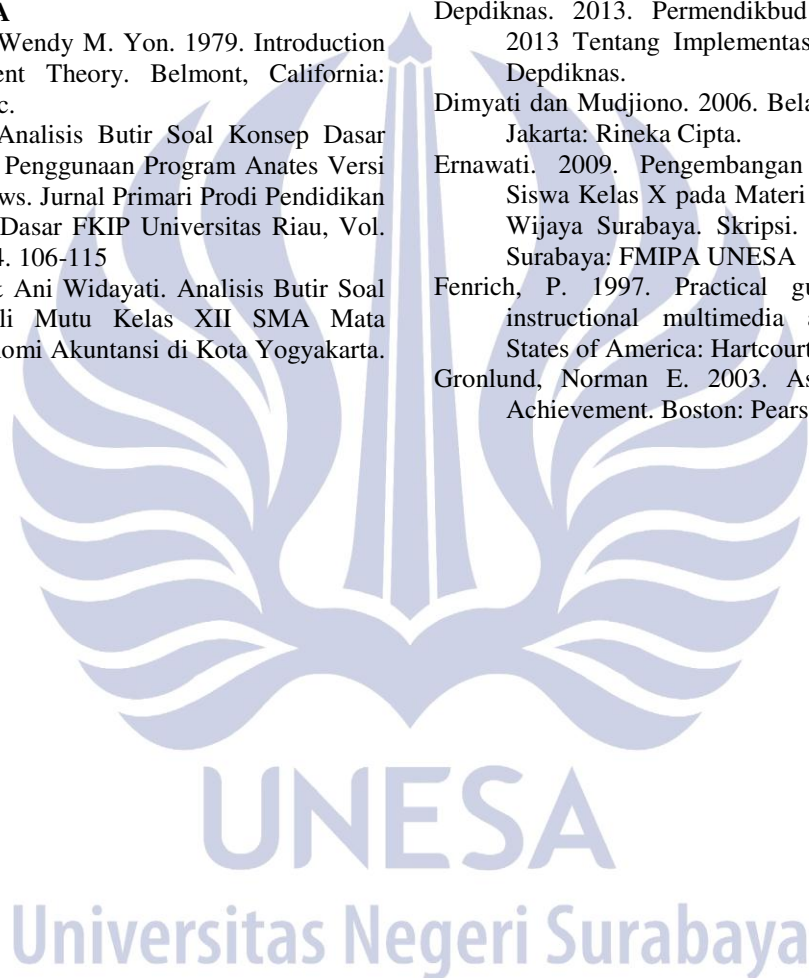 A
Wendy M. Yon. 1979. Introduction
ent Theory. Belmont, California:
c.
Analisis Butir Soal Konsep Dasar
Penggunaan Program Anates Versi
ws. Jurnal Primari Prodi Pendidikan
Dasar FKIP Universitas Riau, Vol.
4. 106-115
t Ani Widayati. Analisis Butir Soal
li Mutu Kelas XII SMA Mata
nomi Akuntansi di Kota Yogyakarta.
Depdiknas. 2013. Permendikbud
2013 Tentang Implementas
Depdiknas.
Dimyati dan Mudjiono. 2006. Bela
Jakarta: Rineka Cipta.
Ernawati. 2009. Pengembangan
Siswa Kelas X pada Materi
Wijaya Surabaya. Skripsi.
Surabaya: FMIPA UNESA
Fenrich, P. 1997. Practical gu
instructional multimedia a
States of America: Hartcourt
Gronlund, Norman E. 2003. As
Achievement. Boston: Pears
UNESA
Universitas Negeri Surabaya